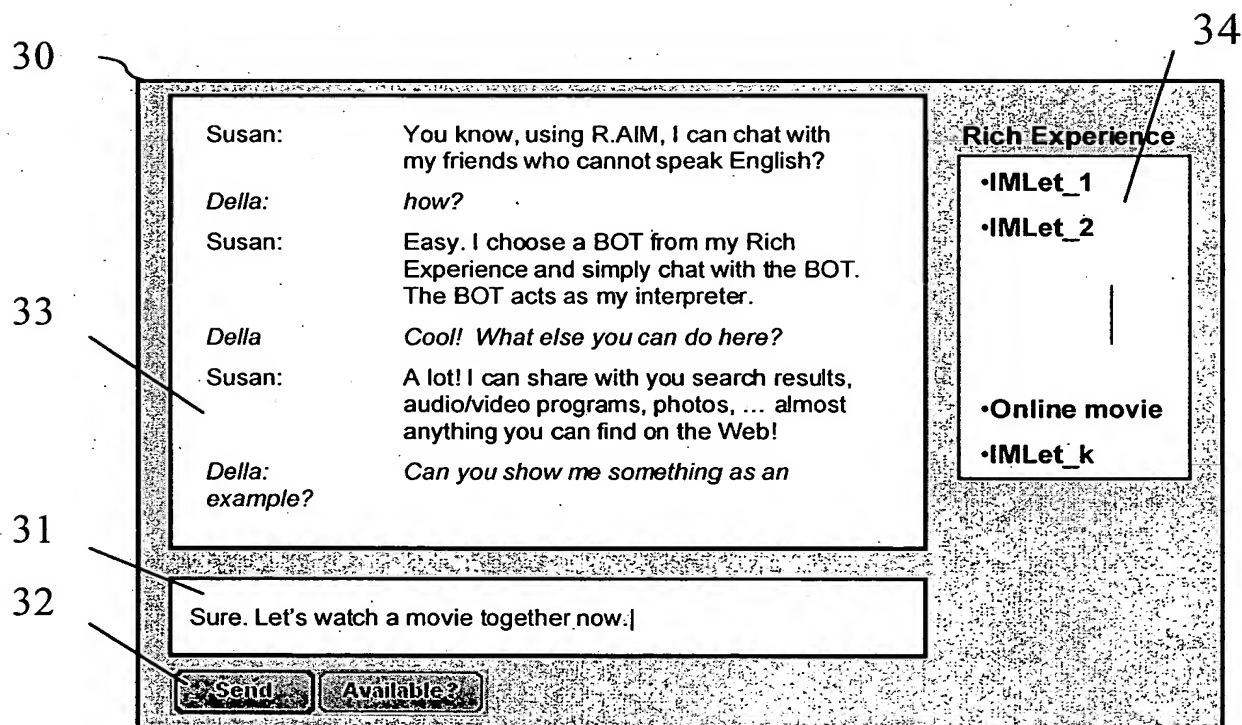 34
30
Susan: You know, using R.AIM, I can chat with
my friends who cannot speak English?
Della: how?
Susan: Easy. I choose a BOT from my Rich
Experience and simply chat with the BOT.
The BOT acts as my interpreter.
33
Della Cool! What else you can do here?
Susan: A lot! I can share with you search results,
audio/video programs, photos, ... almost
anything you can find on the Web!
Della: Can you show me something as an
example?
Rich Experience
•IMLet_1
•IMLet_2
•Online movie
•IMLet_k
31
Sure. Let's watch a movie together now.
32
Send Available?